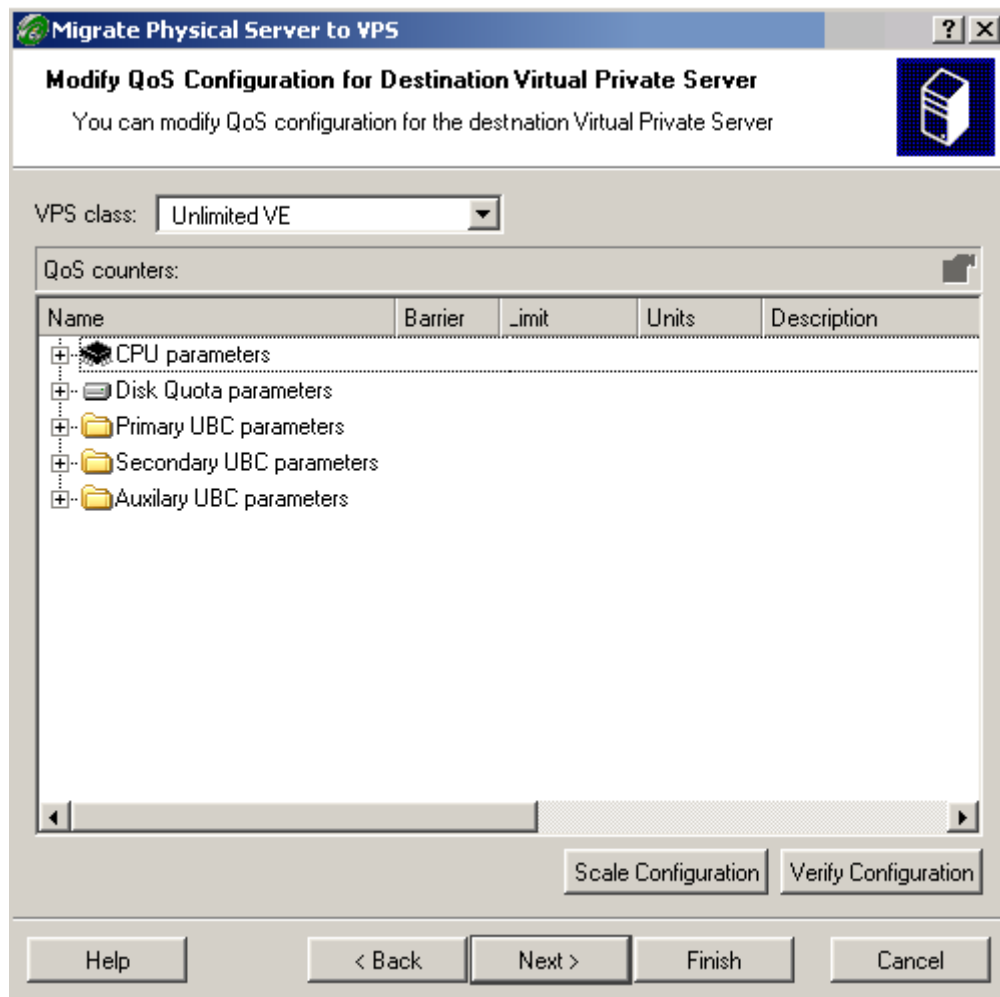 Migrate Physical Server to VPS
Modify QoS Configuration for Destination Virtual Private Server
You can modify QoS configuration for the destnation Virtual Private Server
VPS class: Unlimited VE
QoS counters:
Name Barrier _imit Units Description
CPU parameters
Disk Quota parameters
Primary UBC parameters
Secondary UBC parameters
Auxilary UBC parameters
Scale Configuration Verify Configuration
Help < Back Next > Finish Cancel